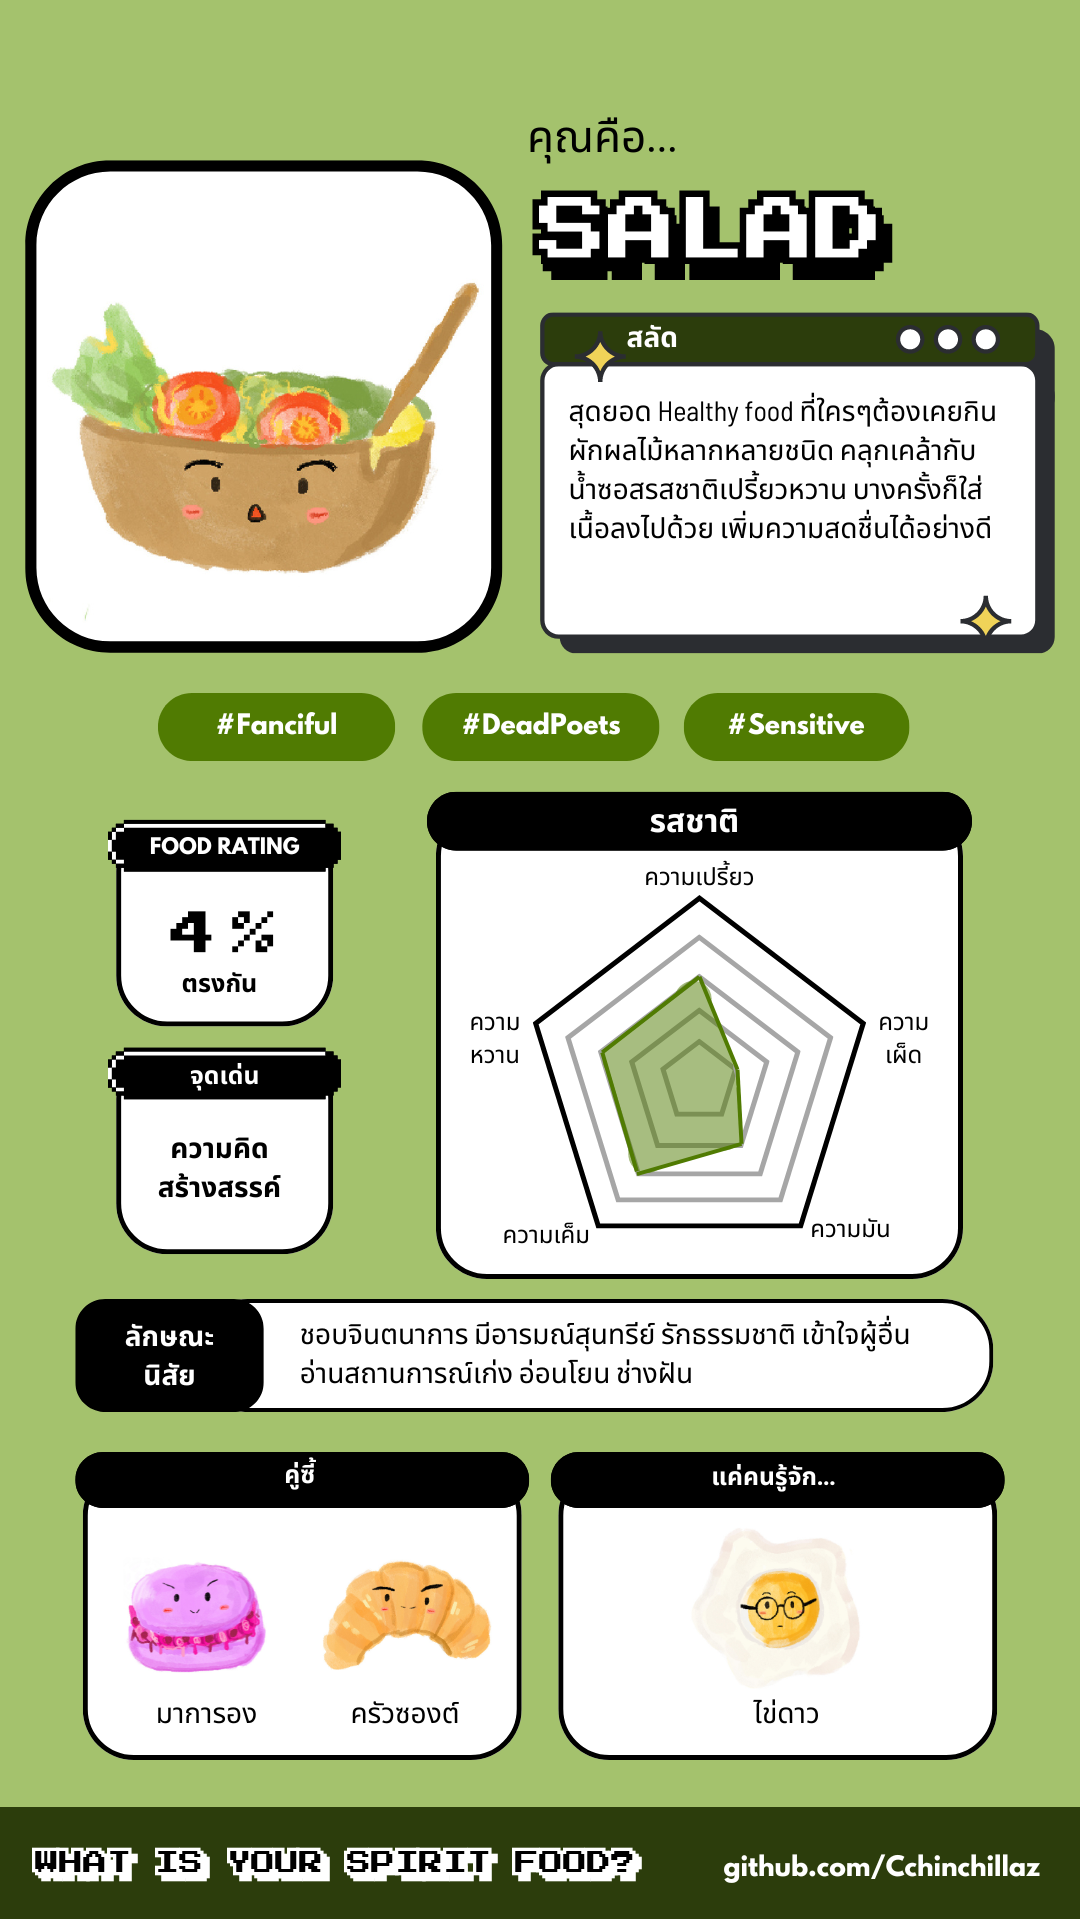 คุณคือ...
SALAD
สลัด
สุดยอด Healthy food ที่ใครๆต้องเคยกิน
ผักผลไม้หลากหลายชนิด คลุกเคล้ากับ
น้ำซอสรสชาติเปรี้ยวหวาน บางครั้งก็ใส่
เนื้อลงไปด้วย เพิ่มความสดชื่นได้อย่างดี
#Fanciful
#DeadPoets
#Sensitive
FOOD RATING
4 %
ตรงกัน
จุดเด่น
ความคิด
สร้างสรรค์
รสชาติ
ความเปรี้ยว
ความ
หวาน
ความ
เผ็ด
ความเค็ม
ความมัน
ลักษณะ
นิสัย
ชอบจินตนาการ มีอารมณ์สุนทรีย์ รักธรรมชาติ เข้าใจผู้อื่น
อ่านสถานการณ์เก่ง อ่อนโยน ช่างฝัน
คู่ซี้
มาการอง
ครัวซองต์
แค่คนรู้จัก...
ไข่ดาว
WHAT IS YOUR SPIRIT FOOD?
github.com/Cchinchillaz